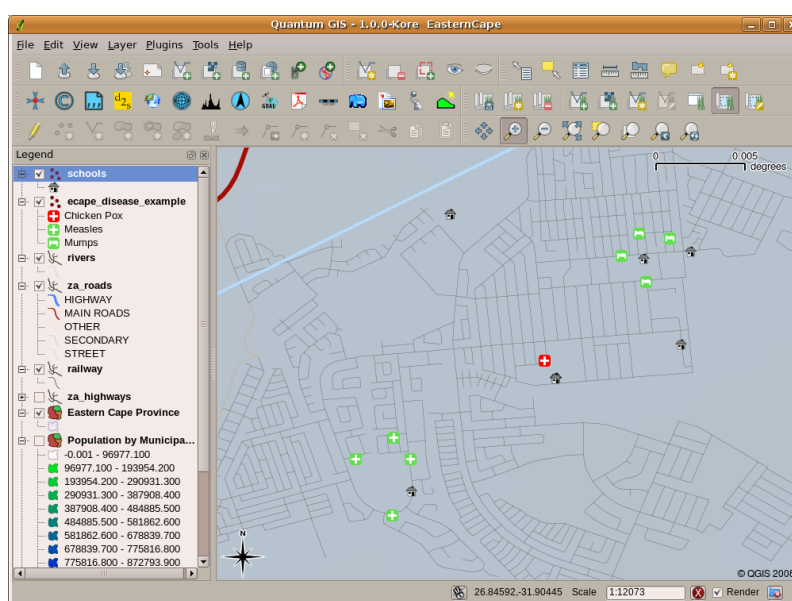 Quantum GIS - 1.0.0-Kore EasternCape
File Edit View Layer Plugins Tools Help
d2s
GDAL
Legend
schools
ecape_disease_example
Chicken Pox
Measles
Mumps
rivers
za_roads
HIGHWAY
MAIN ROADS
OTHER
SECONDARY
STREET
railway
za_highways
Eastern Cape Province
Population by Municipa...
-0.001 - 96977.100
96977.100 - 193954.200
193954.200 - 290931.300
290931.300 - 387908.400
387908.400 - 484885.500
484885.500 - 581862.600
581862.600 - 678839.700
678839.700 - 775816.800
775816.800 - 872793.900
0 0.005
degrees
N
© QGIS 2008
26.84592,-31.90445 Scale 1:12073 Render